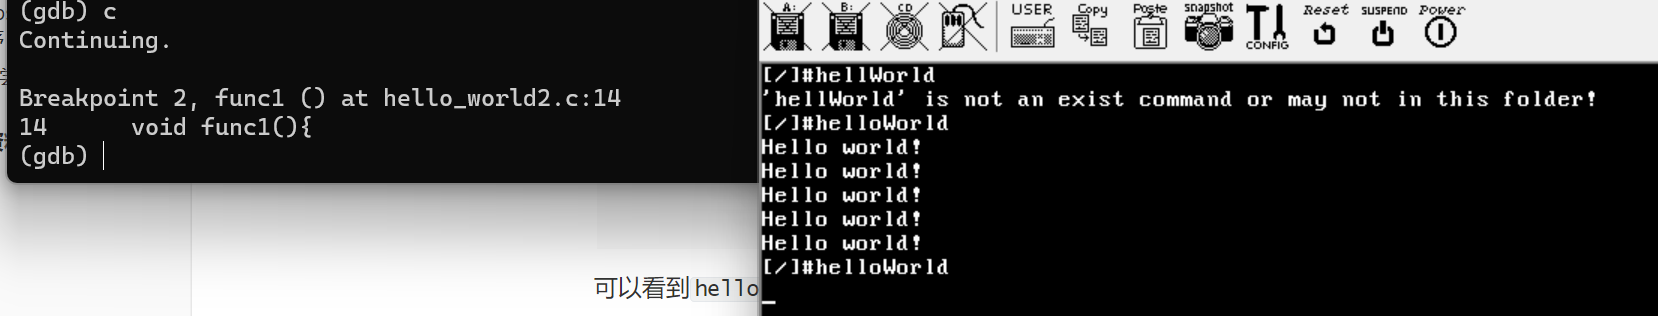 (gdb) c
Continuing.
Breakpoint 2, func1 () at hello_world2.c:14
14      void func1(){
(gdb)
可以看到hello
A:
B:
CD
USER
Copy
Paste
snapshot
CONFIG
Reset
SUSPEND
Power
[/]#hellWorld
'hellWorld' is not an exist command or may not in this folder!
[/]#helloWorld
Hello world!
Hello world!
Hello world!
Hello world!
Hello world!
[/]#helloWorld